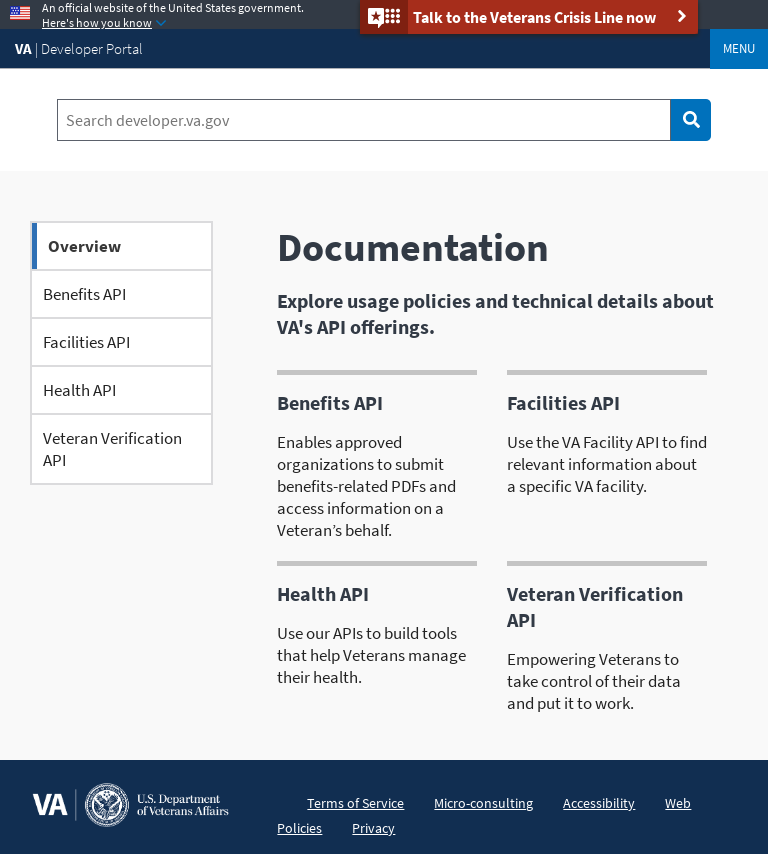 An official website of the United States government.
Here's how you know
Talk to the Veterans Crisis Line now
VA | Developer Portal
MENU
Search developer.va.gov
Overview
Benefits API
Facilities API
Health API
Veteran Verification
API
Documentation
Explore usage policies and technical details about
VA's API offerings.
Benefits API
Enables approved
organizations to submit
benefits-related PDFs and
access information on a
Veteran’s behalf.
Facilities API
Use the VA Facility API to find
relevant information about
a specific VA facility.
Health API
Use our APIs to build tools
that help Veterans manage
their health.
Veteran Verification
API
Empowering Veterans to
take control of their data
and put it to work.
VA
U.S. Department
of Veterans Affairs
Terms of Service Micro-consulting Accessibility Web
Policies Privacy